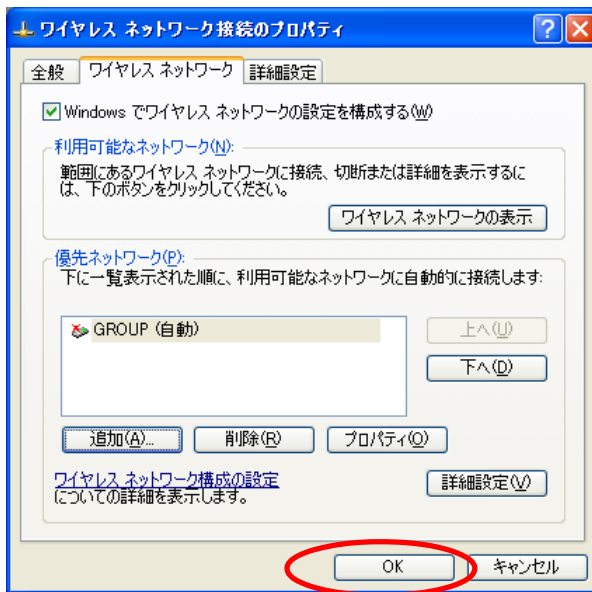 ワイヤレス ネットワーク接続のプロパティ
全般 ワイヤレス ネットワーク 詳細設定
Windows でワイヤレス ネットワークの設定を構成する(W)
利用可能なネットワーク(N):
範囲にあるワイヤレス ネットワークに接続、切断または詳細を表示するに
は、下のボタンをクリックしてください。
ワイヤレス ネットワークの表示
優先ネットワーク(P):
下に一覧表示された順に、利用可能なネットワークに自動的に接続します:
GROUP (自動)
上へ(U)
下へ(D)
追加(A)... 削除(R) プロパティ(O)
ワイヤレス ネットワーク構成の設定
についての詳細を表示します。
詳細設定(V)
OK キャンセル